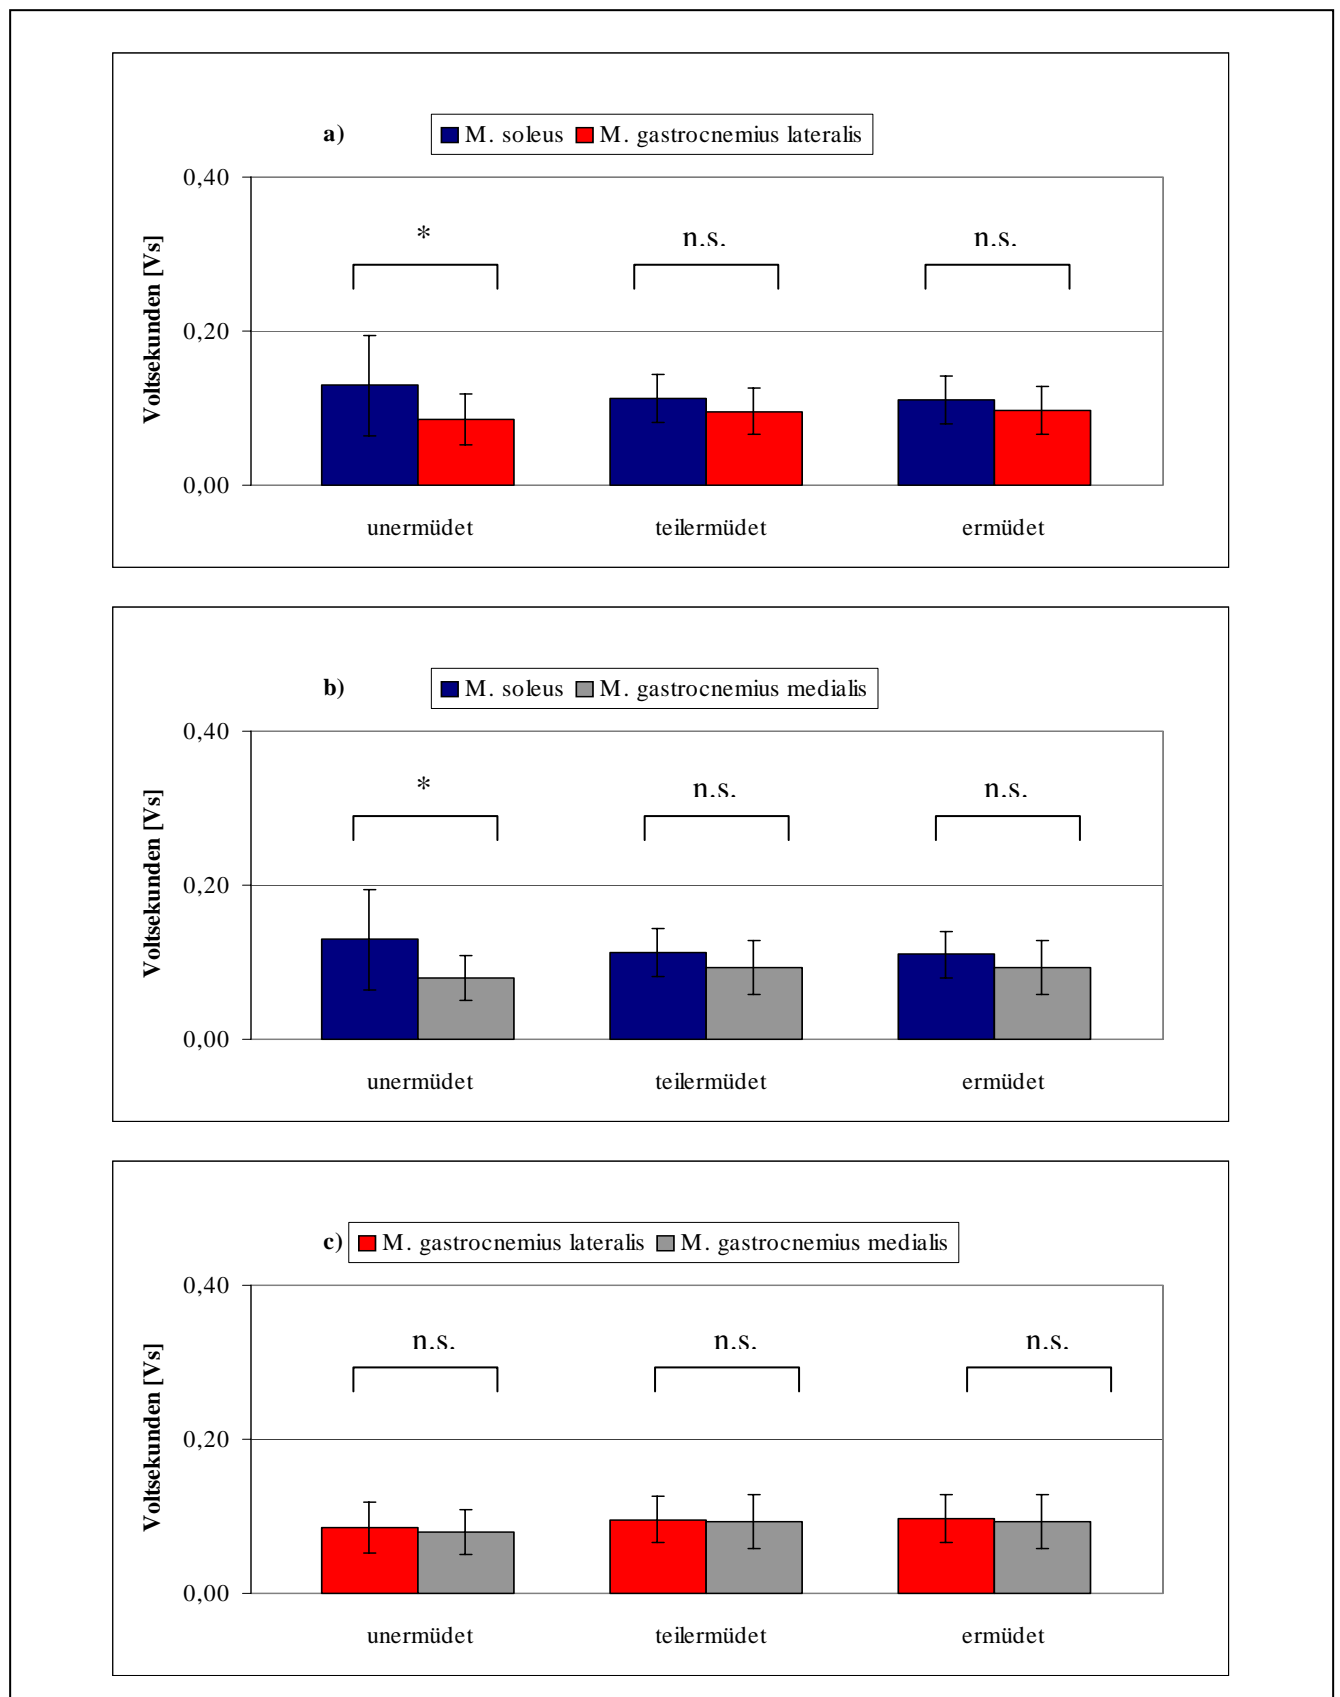 a) M. soleus M. gastrocnemius lateralis
0,40
* n.s. n.s.
Voltsekunden [Vs]
0,20
0,00
unermüdet teilermüdet ermüdet
b) M. soleus M. gastrocnemius medialis
0,40
* n.s. n.s.
Voltsekunden [Vs]
0,20
0,00
unermüdet teilermüdet ermüdet
c) M. gastrocnemius lateralis M. gastrocnemius medialis
0,40
n.s. n.s. n.s.
Voltsekunden [Vs]
0,20
0,00
unermüdet teilermüdet ermüdet